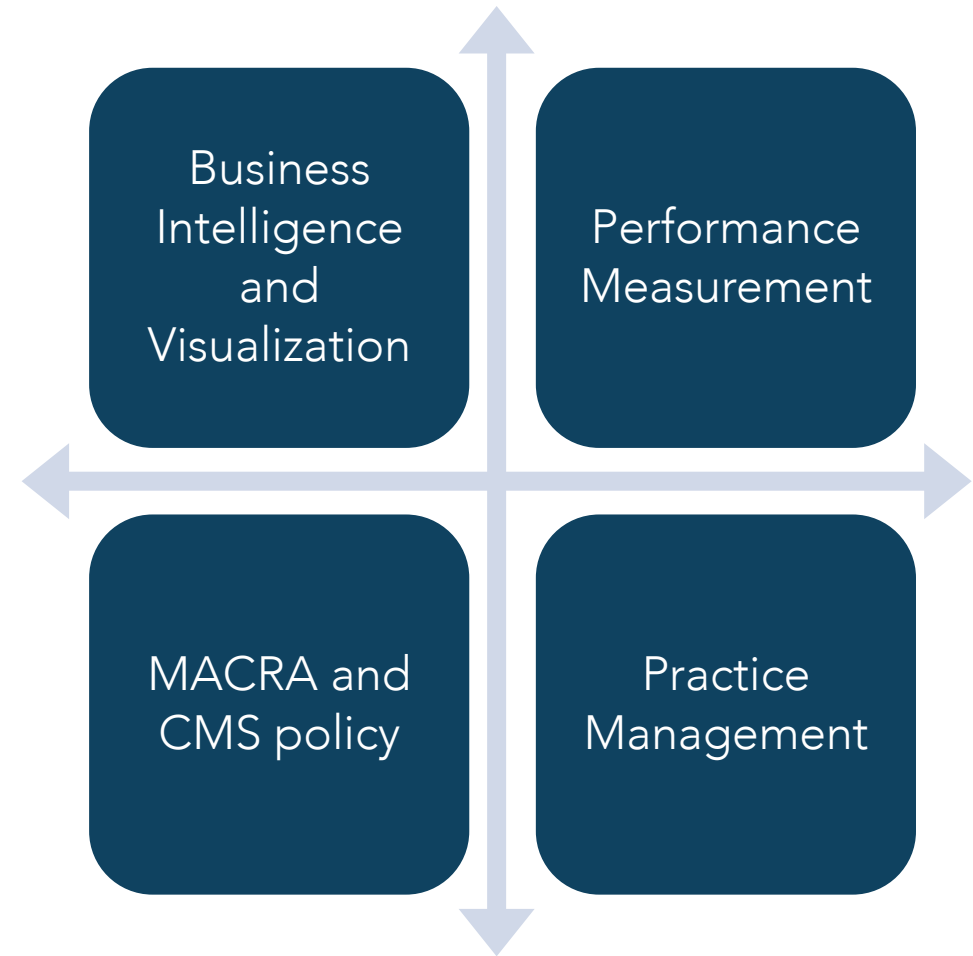 Business
Intelligence
and
Visualization
Performance
Measurement
MACRA and
CMS policy
Practice
Management